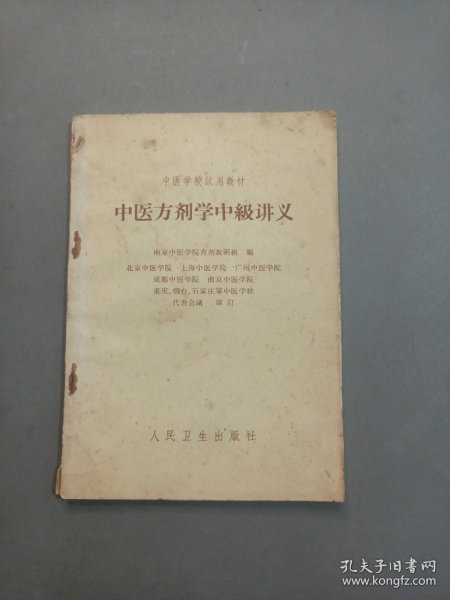 中医学校試用教材
中医方剂学中級讲义
南京中医学院方剂教研組 編
北京中医学院 上海中医学院 广州中医学院
成都中医学院 南京中医学院
重庆、烟台、石家庄等中医学校
代表会議 审訂
人民卫生出版社
孔夫子旧书网
www.kongfz.com